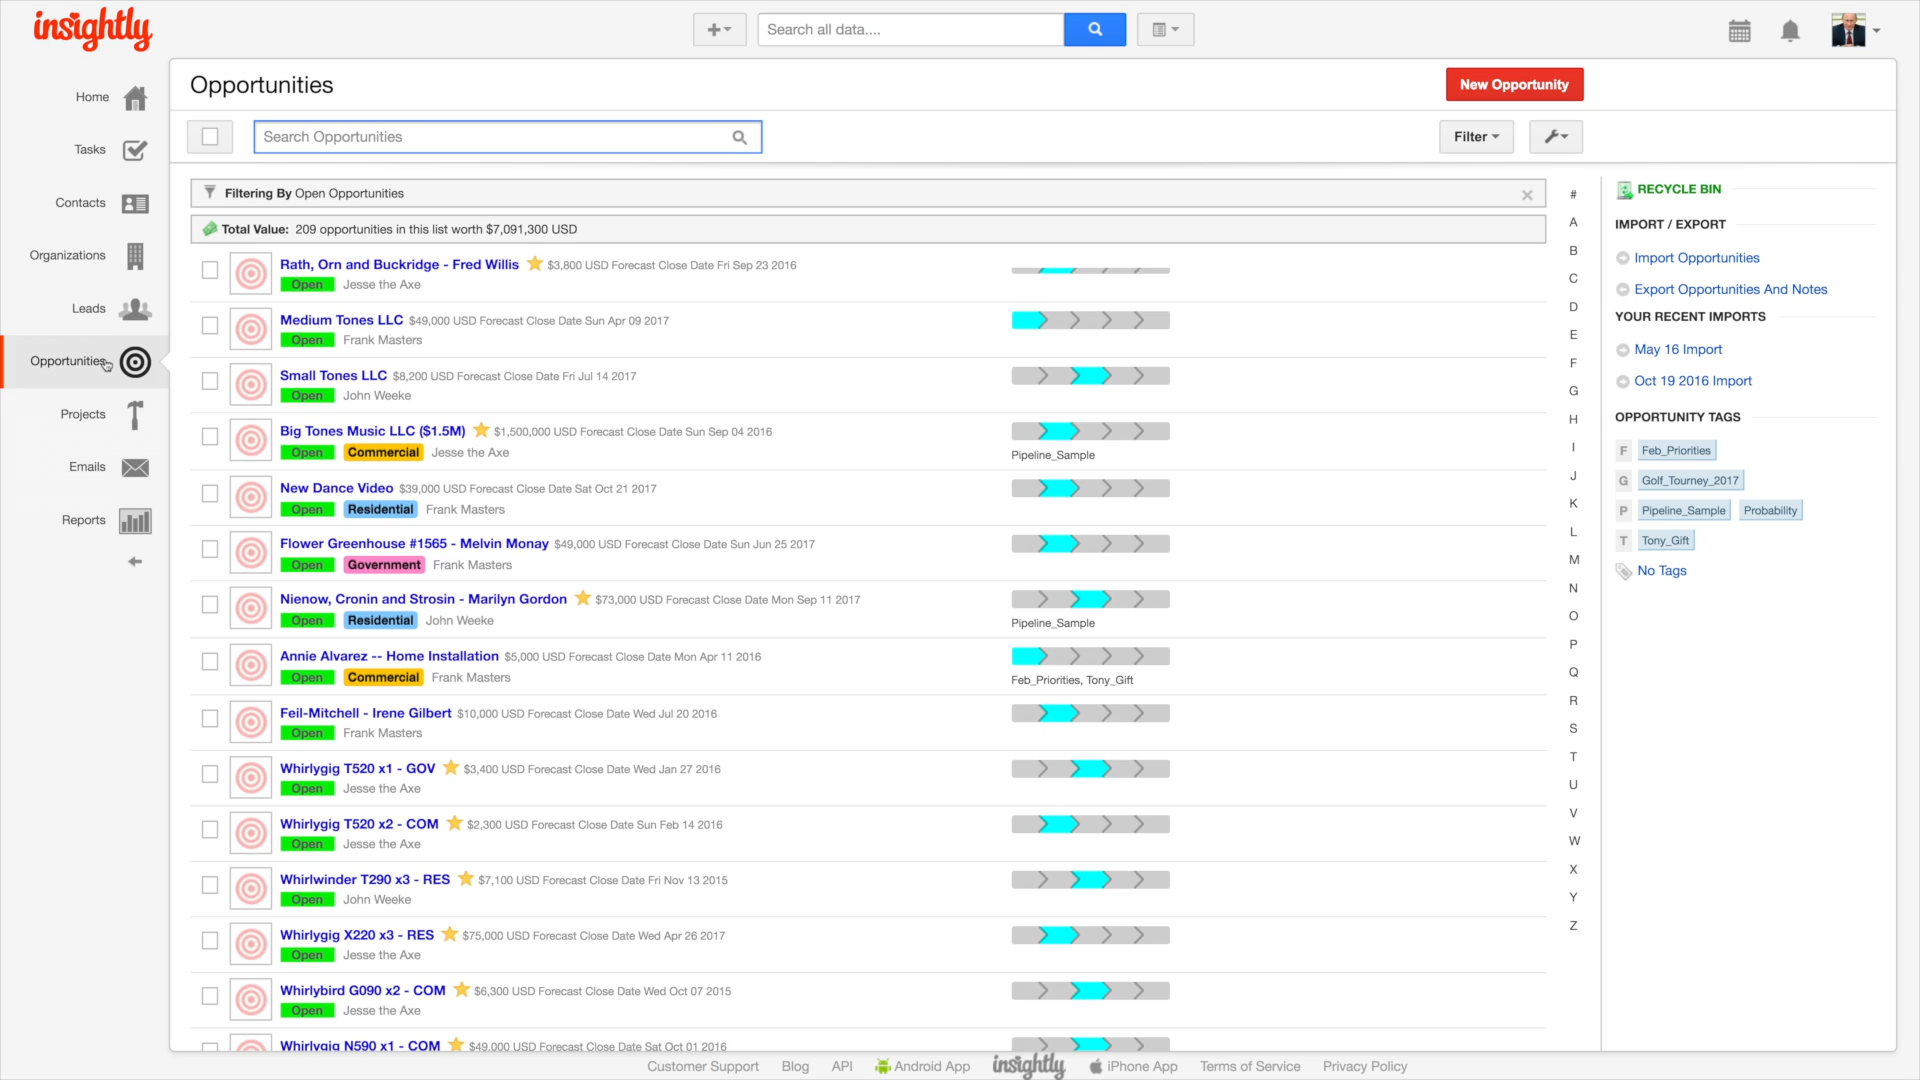 insightly
Search all data....
Home
Tasks
Contacts
Organizations
Leads
Opportunities
Projects
Emails
Reports
Opportunities
New Opportunity
Search Opportunities
Filter
Filtering By Open Opportunities
Total Value: 209 opportunities in this list worth $7,091,300 USD
Rath, Orn and Buckridge - Fred Willis $3,800 USD Forecast Close Date Fri Sep 23 2016
Open Jesse the Axe
Medium Tones LLC $49,000 USD Forecast Close Date Sun Apr 09 2017
Open Frank Masters
Small Tones LLC $8,200 USD Forecast Close Date Fri Jul 14 2017
Open John Weeke
Big Tones Music LLC ($1.5M) $1,500,000 USD Forecast Close Date Sun Sep 04 2016
Open Commercial Jesse the Axe
Pipeline_Sample
New Dance Video $39,000 USD Forecast Close Date Sat Oct 21 2017
Open Residential Frank Masters
Flower Greenhouse #1565 - Melvin Monay $49,000 USD Forecast Close Date Sun Jun 25 2017
Open Government Frank Masters
Nienow, Cronin and Strosin - Marilyn Gordon $73,000 USD Forecast Close Date Mon Sep 11 2017
Open Residential John Weeke
Pipeline_Sample
Annie Alvarez -- Home Installation $5,000 USD Forecast Close Date Mon Apr 11 2016
Open Commercial Frank Masters
Feb_Priorities, Tony_Gift
Feil-Mitchell - Irene Gilbert $10,000 USD Forecast Close Date Wed Jul 20 2016
Open Frank Masters
Whirlygig T520 x1 - GOV $3,400 USD Forecast Close Date Wed Jan 27 2016
Open Jesse the Axe
Whirlygig T520 x2 - COM $2,300 USD Forecast Close Date Sun Feb 14 2016
Open Jesse the Axe
Whirlwinder T290 x3 - RES $7,100 USD Forecast Close Date Fri Nov 13 2015
Open John Weeke
Whirlygig X220 x3 - RES $75,000 USD Forecast Close Date Wed Apr 26 2017
Open Jesse the Axe
Whirlybird G090 x2 - COM $6,300 USD Forecast Close Date Wed Oct 07 2015
Open Jesse the Axe
Whirlygig N590 x1 - COM $49,000 USD Forecast Close Date Sat Oct 01 2016
#
A
B
C
D
E
F
G
H
I
J
K
L
M
N
O
P
Q
R
S
T
U
V
W
X
Y
Z
RECYCLE BIN
IMPORT / EXPORT
Import Opportunities
Export Opportunities And Notes
YOUR RECENT IMPORTS
May 16 Import
Oct 19 2016 Import
OPPORTUNITY TAGS
F Feb_Priorities
G Golf_Tourney_2017
P Pipeline_Sample Probability
T Tony_Gift
No Tags
Customer Support Blog API Android App insightly iPhone App Terms of Service Privacy Policy